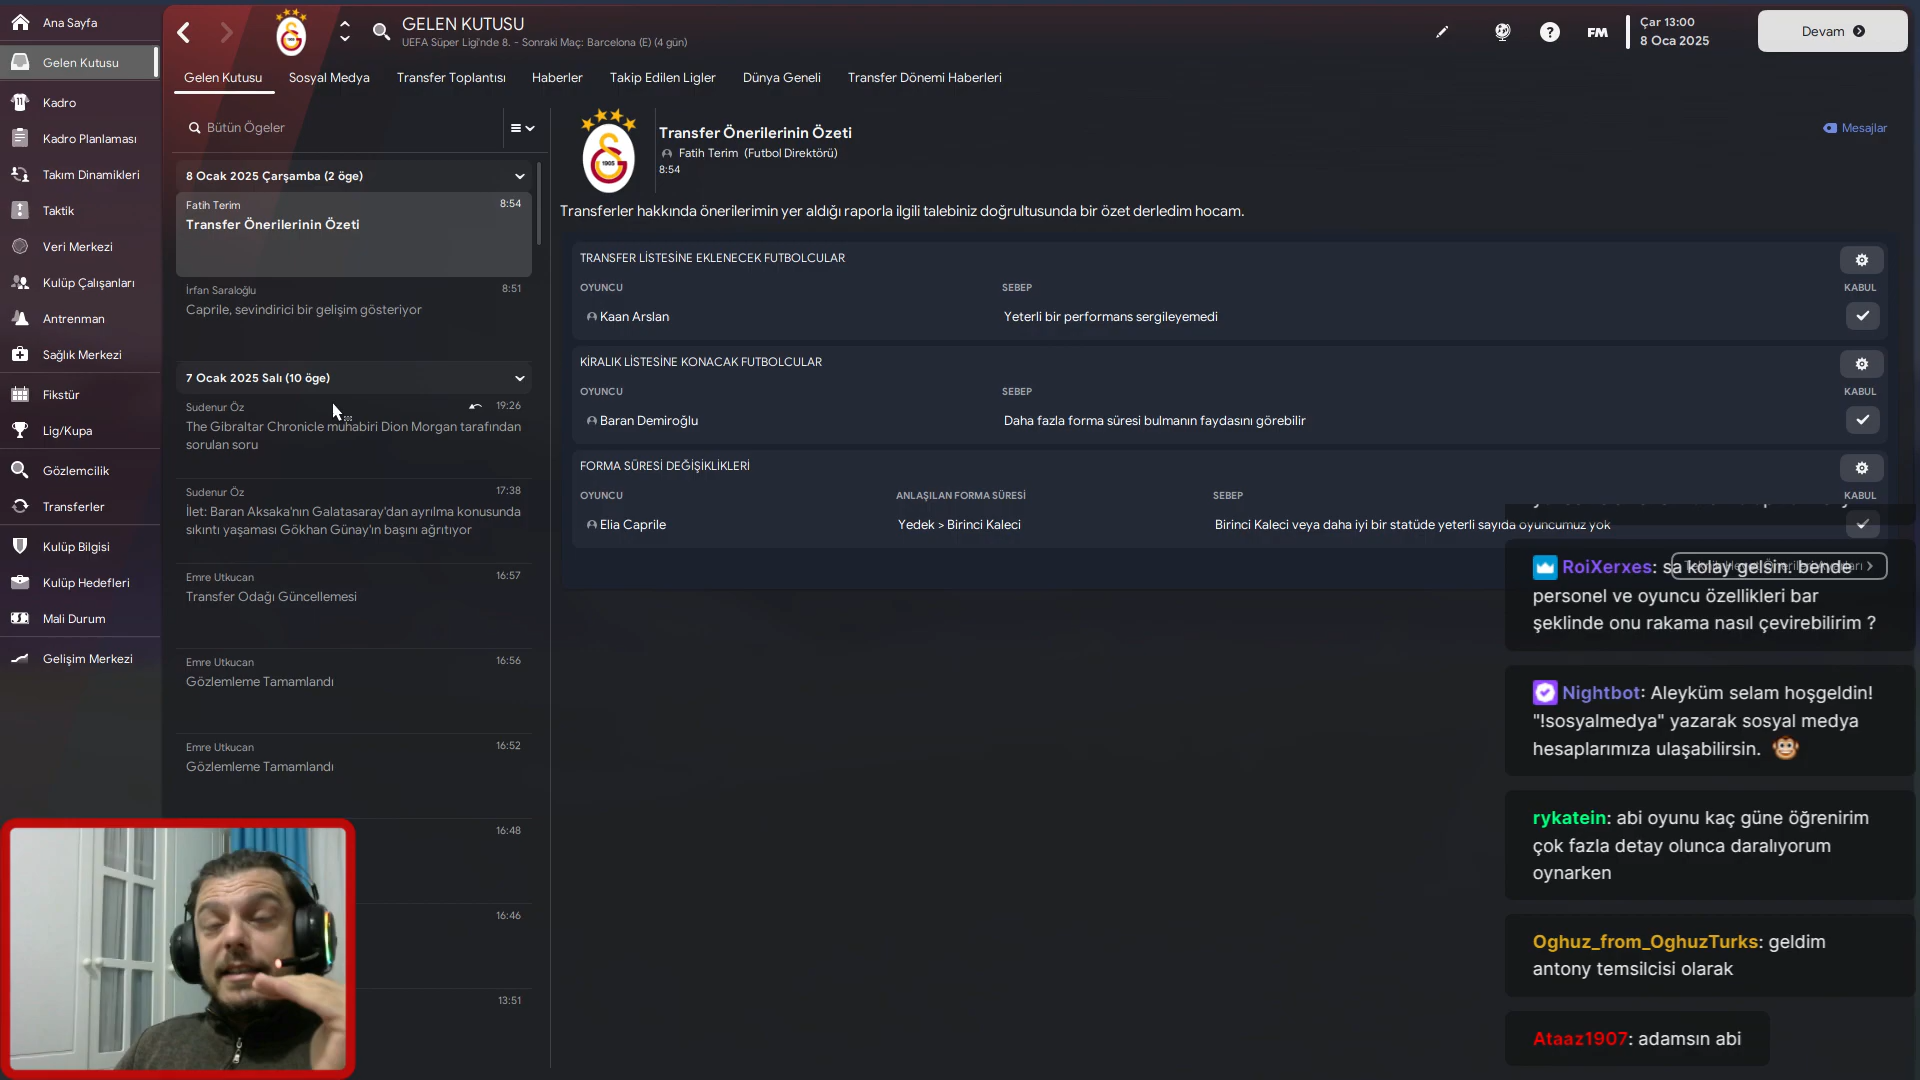 Ana Sayfa
Gelen Kutusu
Kadro
Kadro Planlaması
Takım Dinamikleri
Taktik
Veri Merkezi
Kulüp Çalışanları
Antrenman
Sağlık Merkezi
Fikstür
Lig/Kupa
Gözlemcilik
Transferler
Kulüp Bilgisi
Kulüp Hedefleri
Mali Durum
Gelişim Merkezi
GELEN KUTUSU
UEFA Süper Ligi'nde 8. - Sonraki Maç: Barcelona (E) (4 gün)
FM
Çar 13:00
8 Oca 2025
Devam
Gelen Kutusu Sosyal Medya Transfer Toplantısı Haberler Takip Edilen Ligler Dünya Geneli Transfer Dönemi Haberleri
Bütün Ögeler
8 Ocak 2025 Çarşamba (2 öge)
Fatih Terim 8:54
Transfer Önerilerinin Özeti
İrfan Saraloğlu 8:51
Caprile, sevindirici bir gelişim gösteriyor
7 Ocak 2025 Salı (10 öge)
Sudenur Öz 19:26
The Gibraltar Chronicle muhabiri Dion Morgan tarafından
sorulan soru
Sudenur Öz 17:38
İlet: Baran Aksaka'nın Galatasaray'dan ayrılma konusunda
sıkıntı yaşaması Gökhan Günay'ın başını ağrıtıyor
Emre Utkucan 16:57
Transfer Odağı Güncellemesi
Emre Utkucan 16:56
Gözlemleme Tamamlandı
Emre Utkucan 16:52
Gözlemleme Tamamlandı
16:48
16:46
13:51
1905
Transfer Önerilerinin Özeti
Fatih Terim (Futbol Direktörü)
8:54
Mesajlar
Transferler hakkında önerilerimin yer aldığı raporla ilgili talebiniz doğrultusunda bir özet derledim hocam.
TRANSFER LİSTESİNE EKLENECEK FUTBOLCULAR
OYUNCU SEBEP KABUL
Kaan Arslan Yeterli bir performans sergileyemedi
KİRALIK LİSTESİNE KONACAK FUTBOLCULAR
OYUNCU SEBEP KABUL
Baran Demiroğlu Daha fazla forma süresi bulmanın faydasını görebilir
FORMA SÜRESİ DEĞİŞİKLİKLERİ
OYUNCU ANLAŞILAN FORMA SÜRESİ SEBEP KABUL
Elia Caprile Yedek > Birinci Kaleci Birinci Kaleci veya daha iyi bir statüde yeterli sayıda oyuncumuz yok
RoiXerxes: sa kolay gelsin. bende
personel ve oyuncu özellikleri bar
şeklinde onu rakama nasıl çevirebilirim ?
Nightbot: Aleyküm selam hoşgeldin!
"!sosyalmedya" yazarak sosyal medya
hesaplarımıza ulaşabilirsin.
rykatein: abi oyunu kaç güne öğrenirim
çok fazla detay olunca daralıyorum
oynarken
Oghuz_from_OghuzTurks: geldim
antony temsilcisi olarak
Ataaz1907: adamsın abi